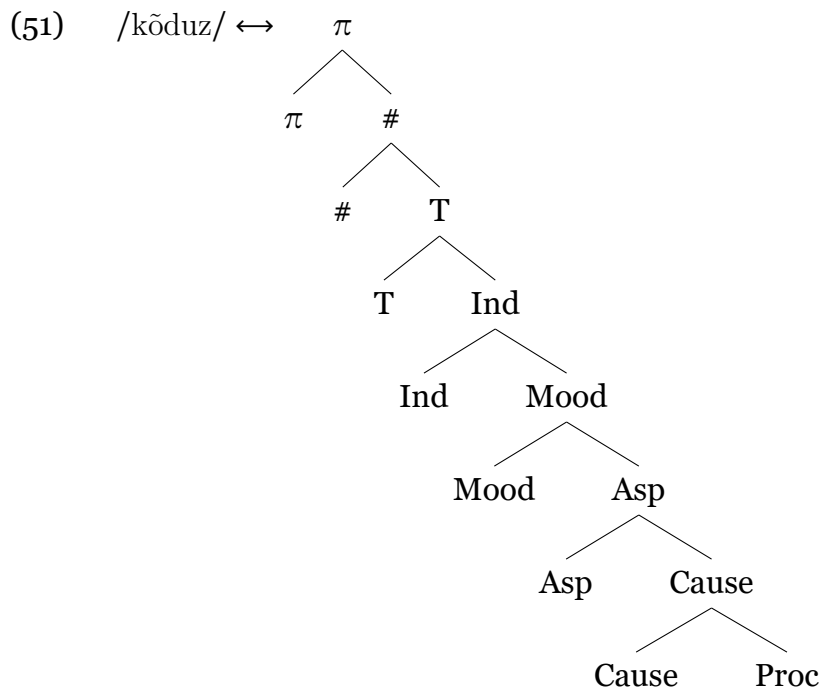 (51) /kõduz/ ↔ π
π #
# T
T Ind
Ind Mood
Mood Asp
Asp Cause
Cause Proc